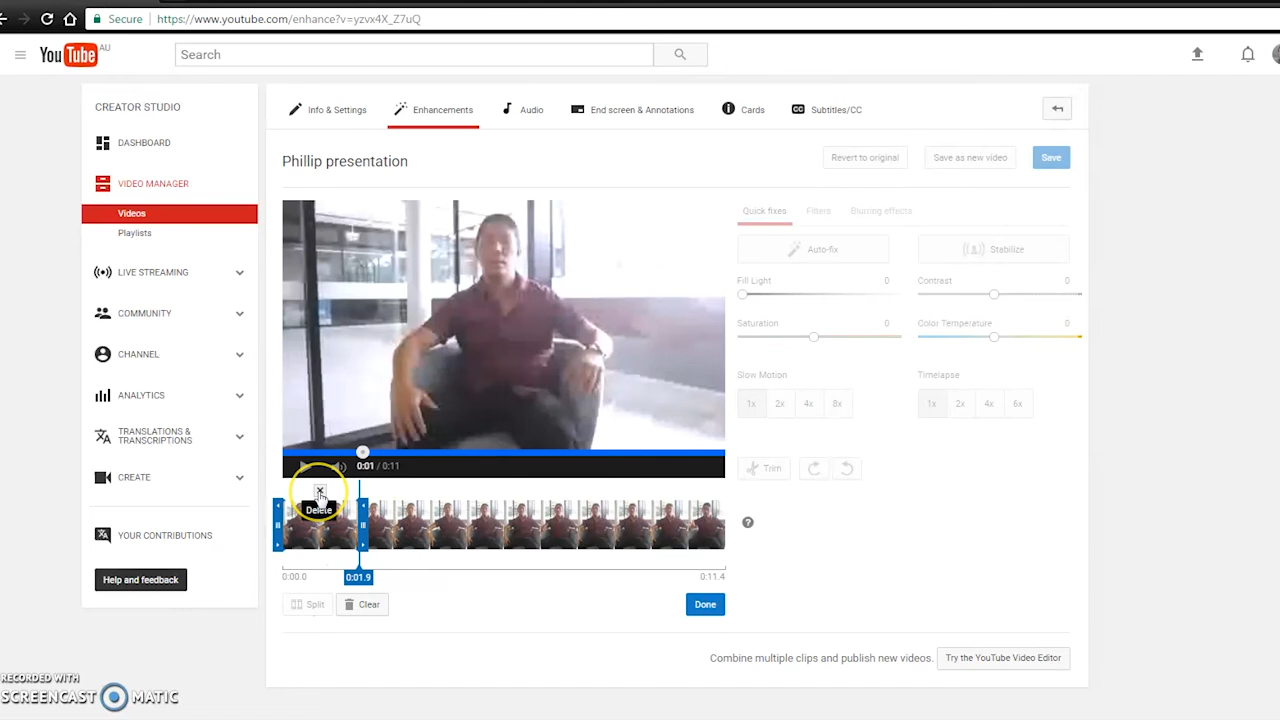 Secure
https://www.youtube.com/enhance?v=yzvx4X_Z7uQ
YouTube AU
Search
CREATOR STUDIO
DASHBOARD
VIDEO MANAGER
Videos
Playlists
LIVE STREAMING
COMMUNITY
CHANNEL
ANALYTICS
TRANSLATIONS &
TRANSCRIPTIONS
CREATE
YOUR CONTRIBUTIONS
Help and feedback
Info & Settings
Enhancements
Audio
End screen & Annotations
Cards
CC Subtitles/CC
Phillip presentation
Revert to original
Save as new video
Save
Quick fixes
Filters
Blurring effects
Auto-fix
Stabilize
Fill Light 0
Contrast 0
Saturation 0
Color Temperature 0
Slow Motion
Timelapse
1x 2x 4x 8x
1x 2x 4x 6x
Trim
0:01 / 0:11
Delete
0:00.0
0:01.9
0:11.4
Split
Clear
Done
Combine multiple clips and publish new videos.
Try the YouTube Video Editor
RECORDED WITH
SCREENCAST MATIC